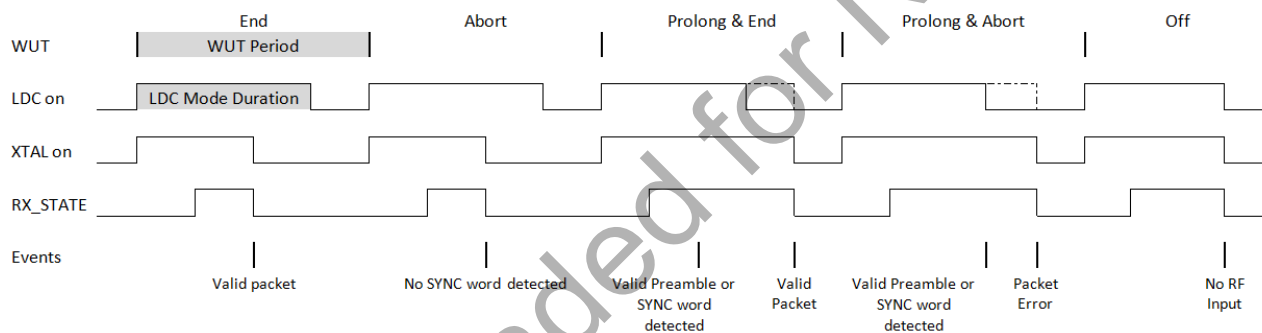 End Abort Prolong & End Prolong & Abort Off
WUT WUT Period
LDC on LDC Mode Duration
XTAL on
RX_STATE
Events
Valid packet No SYNC word detected Valid Preamble or Valid Valid Preamble or Packet No RF
SYNC word Packet SYNC word Error Input
detected detected
ded for